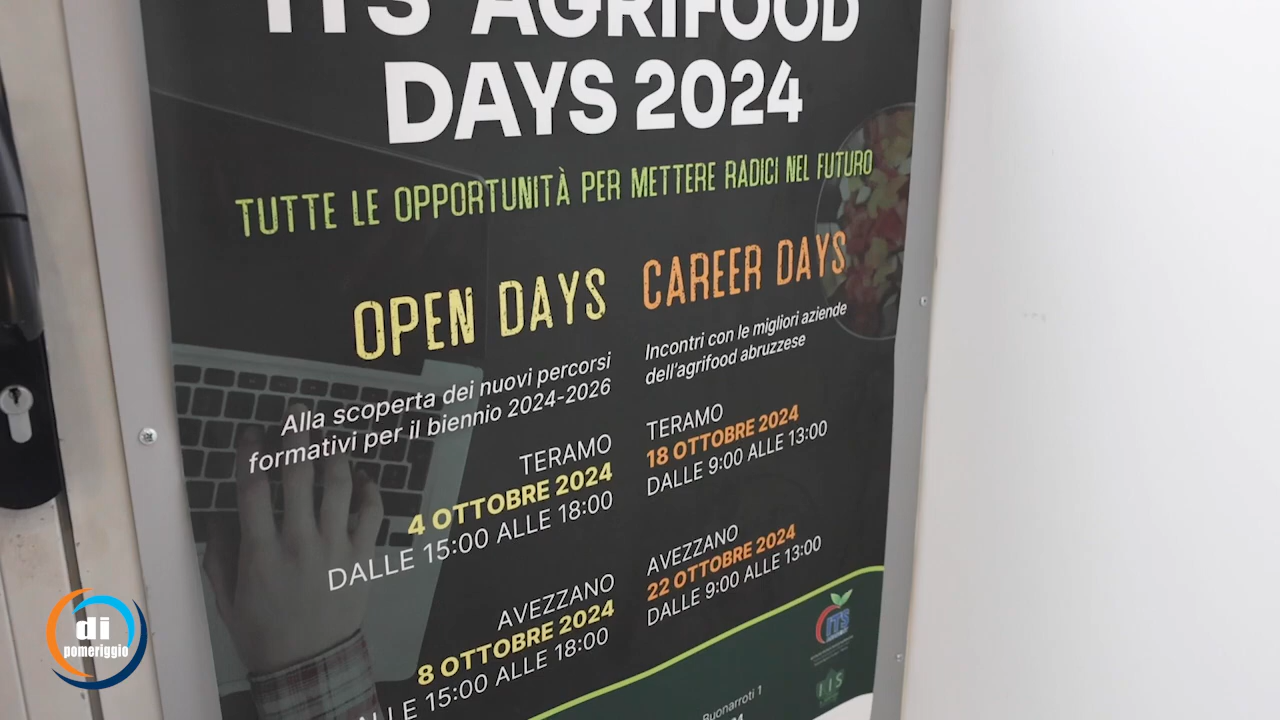 ITS AGRIFOOD
DAYS 2024
TUTTE LE OPPORTUNITÀ PER METTERE RADICI NEL FUTURO
OPEN DAYS
Alla scoperta dei nuovi percorsi
formativi per il biennio 2024-2026
TERAMO
4 OTTOBRE 2024
DALLE 15:00 ALLE 18:00
AVEZZANO
8 OTTOBRE 2024
DALLE 15:00 ALLE 18:00
CAREER DAYS
Incontri con le migliori aziende
dell'agrifood abruzzese
TERAMO
18 OTTOBRE 2024
DALLE 9:00 ALLE 13:00
AVEZZANO
22 OTTOBRE 2024
DALLE 9:00 ALLE 13:00
ITS
IIS
Buonarroti 1
di
pomeriggio